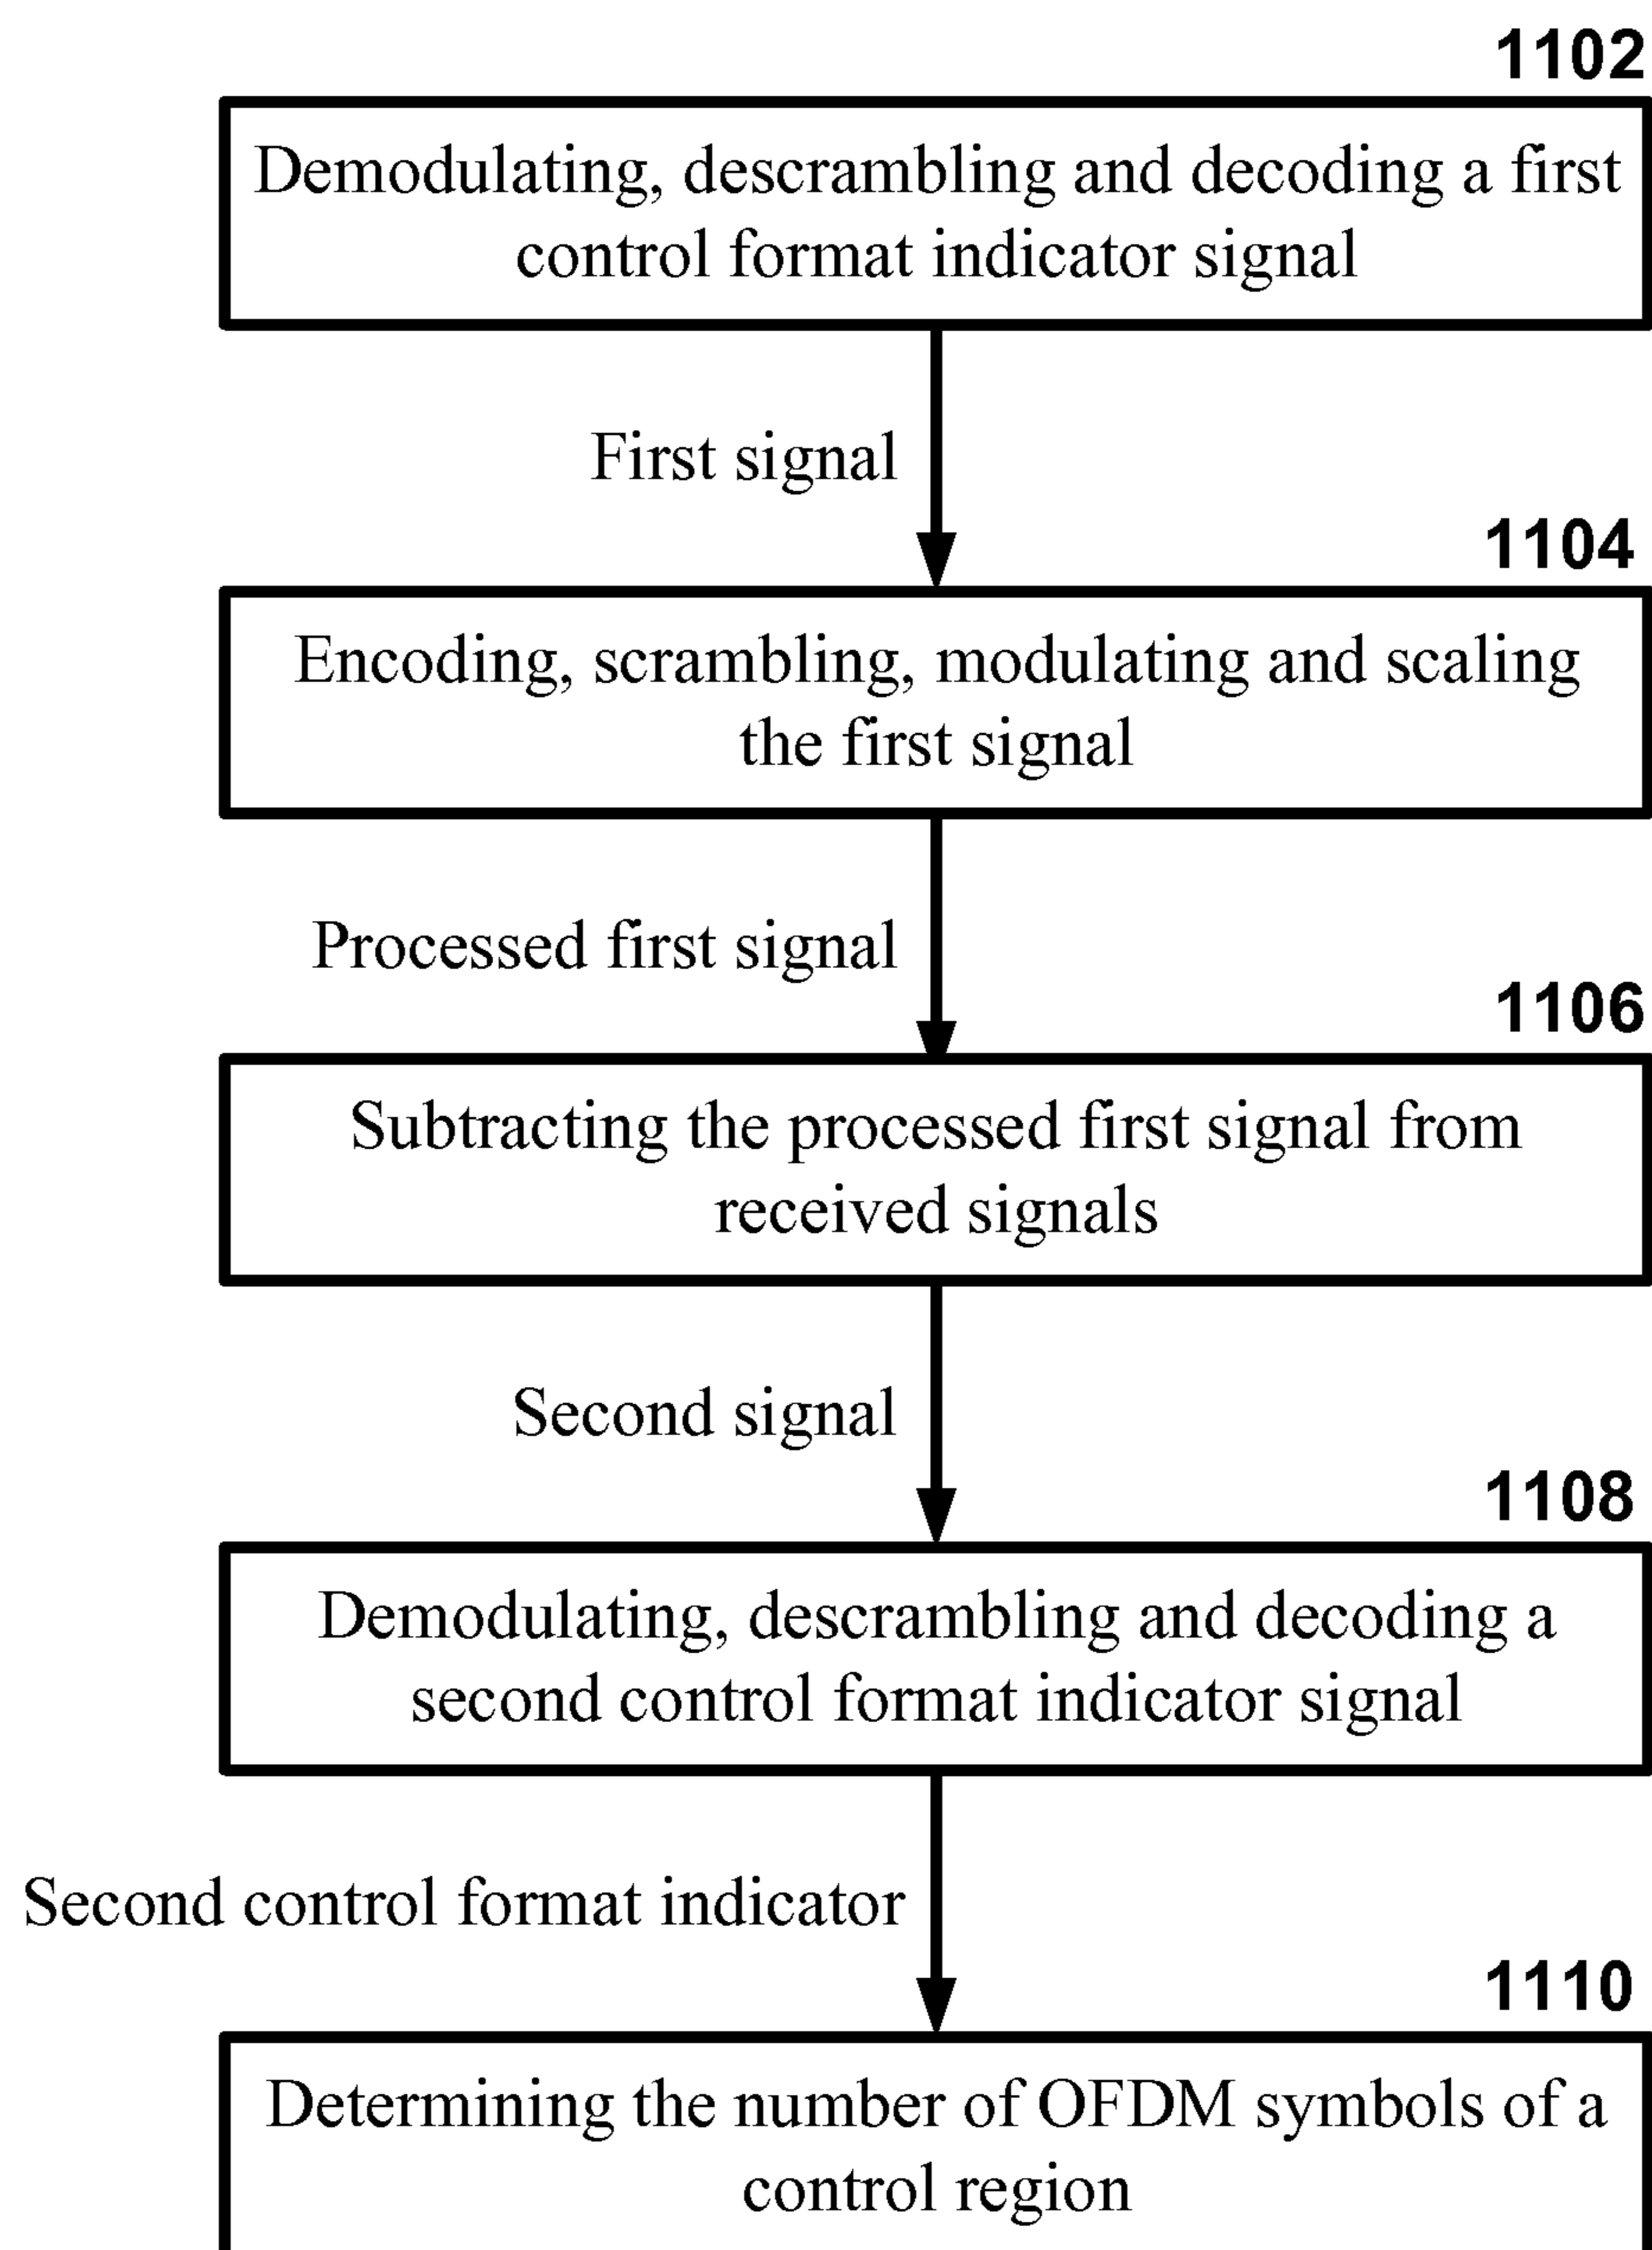 1102
Demodulating, descrambling and decoding a first
control format indicator signal
First signal
1104
Encoding, scrambling, modulating and scaling
the first signal
Processed first signal
1106
Subtracting the processed first signal from
received signals
Second signal
1108
Demodulating, descrambling and decoding a
second control format indicator signal
Second control format indicator
1110
Determining the number of OFDM symbols of a
control region